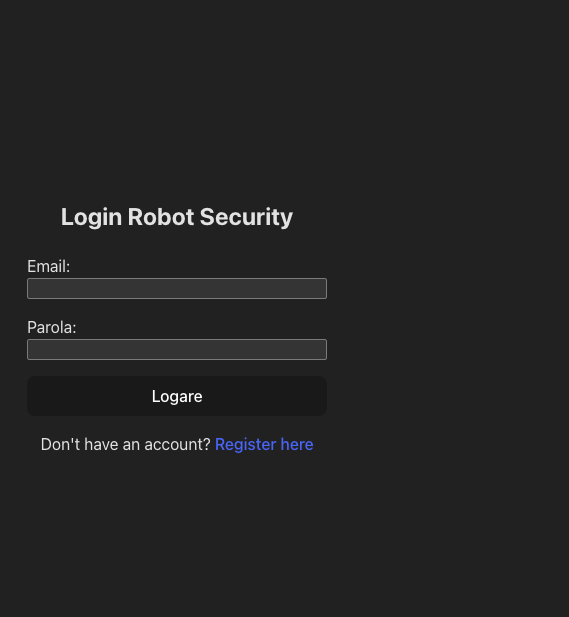 Login Robot Security
Email:
Parola:
Logare
Don't have an account? Register here